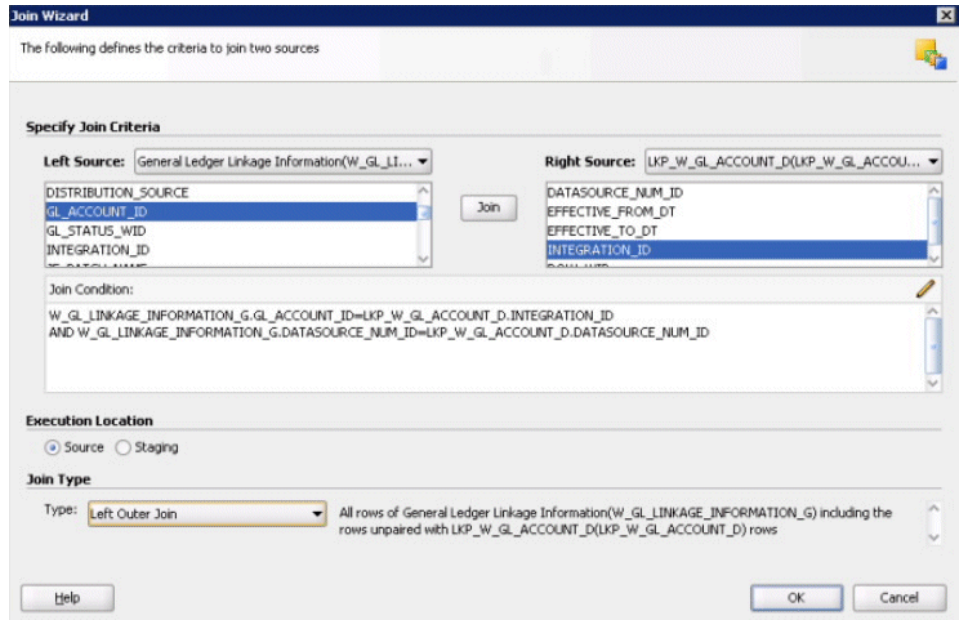 Join Wizard
The following defines the criteria to join two sources
Specify Join Criteria
Left Source: General Ledger Linkage Information(W_GL_LI...
Right Source: LKP_W_GL_ACCOUNT_D(LKP_W_GL_ACCOU...
DISTRIBUTION_SOURCE
GL_ACCOUNT_ID
GL_STATUS_WID
INTEGRATION_ID
Join
DATASOURCE_NUM_ID
EFFECTIVE_FROM_DT
EFFECTIVE_TO_DT
INTEGRATION_ID
Join Condition:
W_GL_LINKAGE_INFORMATION_G.GL_ACCOUNT_ID=LKP_W_GL_ACCOUNT_D.INTEGRATION_ID
AND W_GL_LINKAGE_INFORMATION_G.DATASOURCE_NUM_ID=LKP_W_GL_ACCOUNT_D.DATASOURCE_NUM_ID
Execution Location
Source Staging
Join Type
Type: Left Outer Join
All rows of General Ledger Linkage Information(W_GL_LINKAGE_INFORMATION_G) including the
rows unpaired with LKP_W_GL_ACCOUNT_D(LKP_W_GL_ACCOUNT_D) rows
Help
OK
Cancel